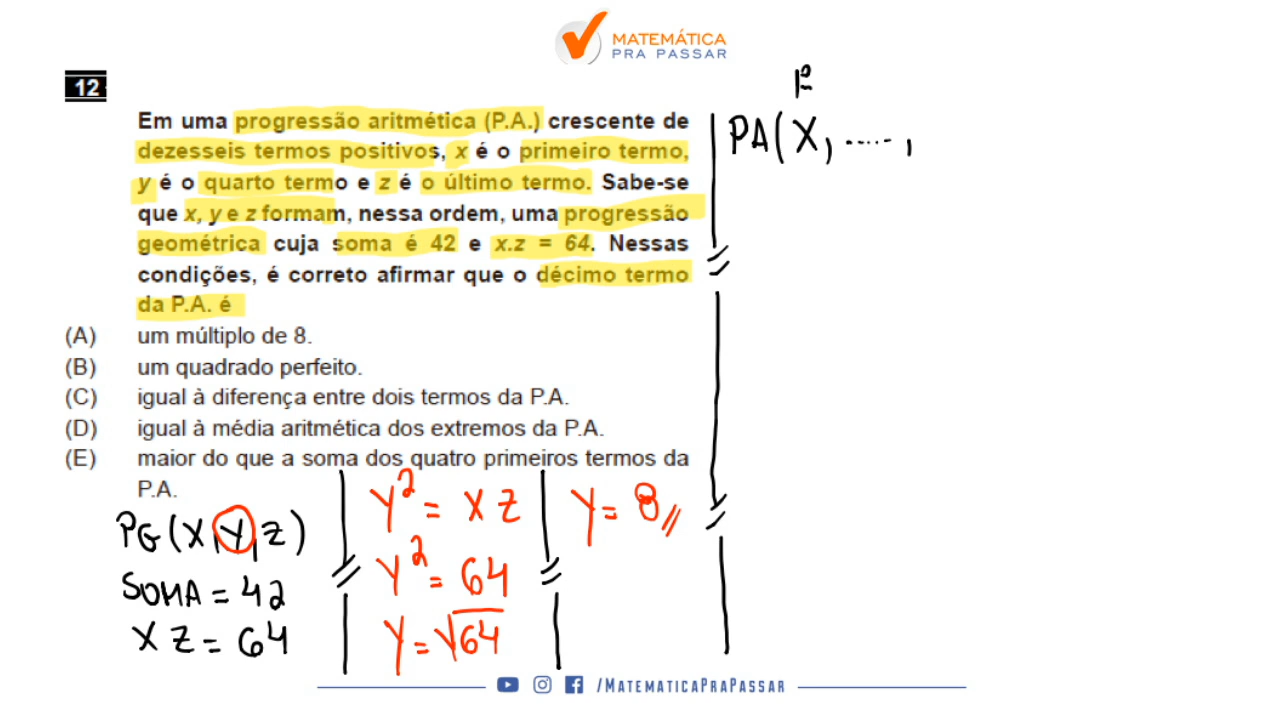 MATEMÁTICA
PRA PASSAR
12
Em uma progressão aritmética (P.A.) crescente de
dezesseis termos positivos, x é o primeiro termo,
y é o quarto termo e z é o último termo. Sabe-se
que x, y e z formam, nessa ordem, uma progressão
geométrica cuja soma é 42 e x.z = 64. Nessas
condições, é correto afirmar que o décimo termo
da P.A. é
(A) um múltiplo de 8.
(B) um quadrado perfeito.
(C) igual à diferença entre dois termos da P.A.
(D) igual à média aritmética dos extremos da P.A.
(E) maior do que a soma dos quatro primeiros termos da
P.A.
PG(X,Y,Z)
SOMA = 42
X Z = 64
Y² = X Z
Y² = 64
Y = √64
Y = 8
1º
PA(X, .....,
/MATEMATICAPRAPASSAR